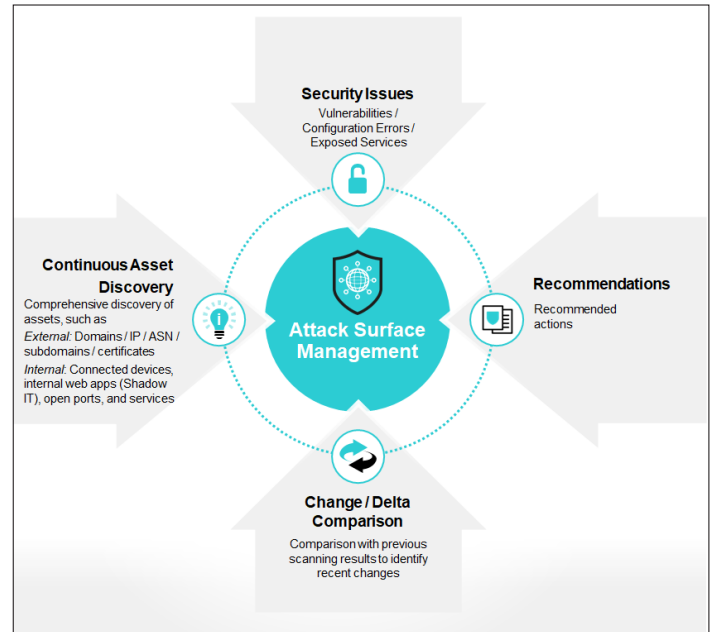 Security Issues
Vulnerabilities /
Configuration Errors /
Exposed Services
Continuous Asset
Discovery
Comprehensive discovery of
assets, such as
External: Domains / IP / ASN /
subdomains / certificates
Internal: Connected devices,
internal web apps (Shadow
IT), open ports, and services
Attack Surface
Management
Recommendations
Recommended
actions
Change / Delta
Comparison
Comparison with previous
scanning results to identify
recent changes